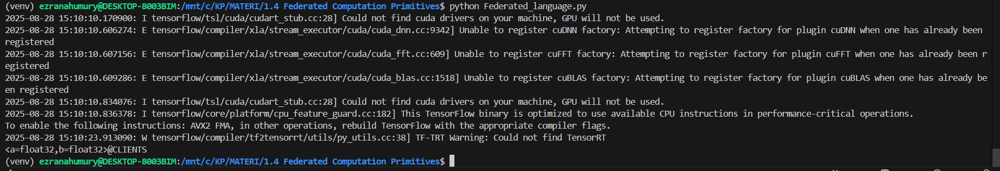 (venv) ezranahumury@DESKTOP-8003BIM:/mnt/c/KP/MATERI/1.4 Federated Computation Primitives$ python Federated_language.py
2025-08-28 15:10:10.170900: I tensorflow/tsl/cuda/cudart_stub.cc:28] Could not find cuda drivers on your machine, GPU will not be used.
2025-08-28 15:10:10.606274: E tensorflow/compiler/xla/stream_executor/cuda/cuda_dnn.cc:9342] Unable to register cuDNN factory: Attempting to register factory for plugin cuDNN when one has already been
registered
2025-08-28 15:10:10.607156: E tensorflow/compiler/xla/stream_executor/cuda/cuda_fft.cc:609] Unable to register cuFFT factory: Attempting to register factory for plugin cuFFT when one has already been r
egistered
2025-08-28 15:10:10.609286: E tensorflow/compiler/xla/stream_executor/cuda/cuda_blas.cc:1518] Unable to register cuBLAS factory: Attempting to register factory for plugin cuBLAS when one has already be
en registered
2025-08-28 15:10:10.834076: I tensorflow/tsl/cuda/cudart_stub.cc:28] Could not find cuda drivers on your machine, GPU will not be used.
2025-08-28 15:10:10.836378: I tensorflow/core/platform/cpu_feature_guard.cc:182] This TensorFlow binary is optimized to use available CPU instructions in performance-critical operations.
To enable the following instructions: AVX2 FMA, in other operations, rebuild TensorFlow with the appropriate compiler flags.
2025-08-28 15:10:23.913090: W tensorflow/compiler/tf2tensorrt/utils/py_utils.cc:38] TF-TRT Warning: Could not find TensorRT
<a=float32,b=float32>@CLIENTS
(venv) ezranahumury@DESKTOP-8003BIM:/mnt/c/KP/MATERI/1.4 Federated Computation Primitives$